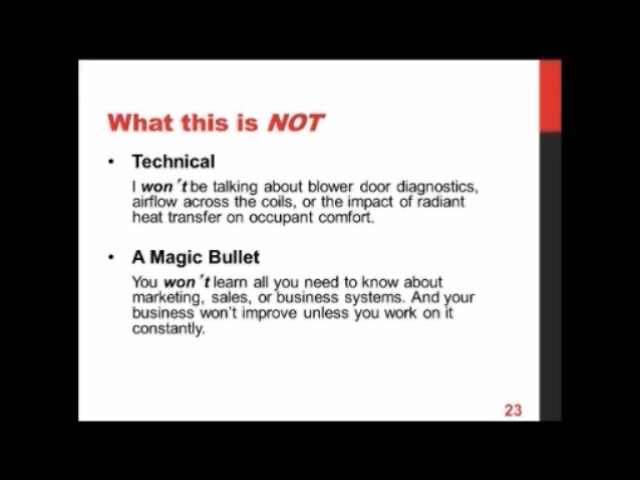 What this is NOT
• Technical
I won´t be talking about blower door diagnostics,
airflow across the coils, or the impact of radiant
heat transfer on occupant comfort.
• A Magic Bullet
You won´t learn all you need to know about
marketing, sales, or business systems. And your
business won't improve unless you work on it
constantly.
23